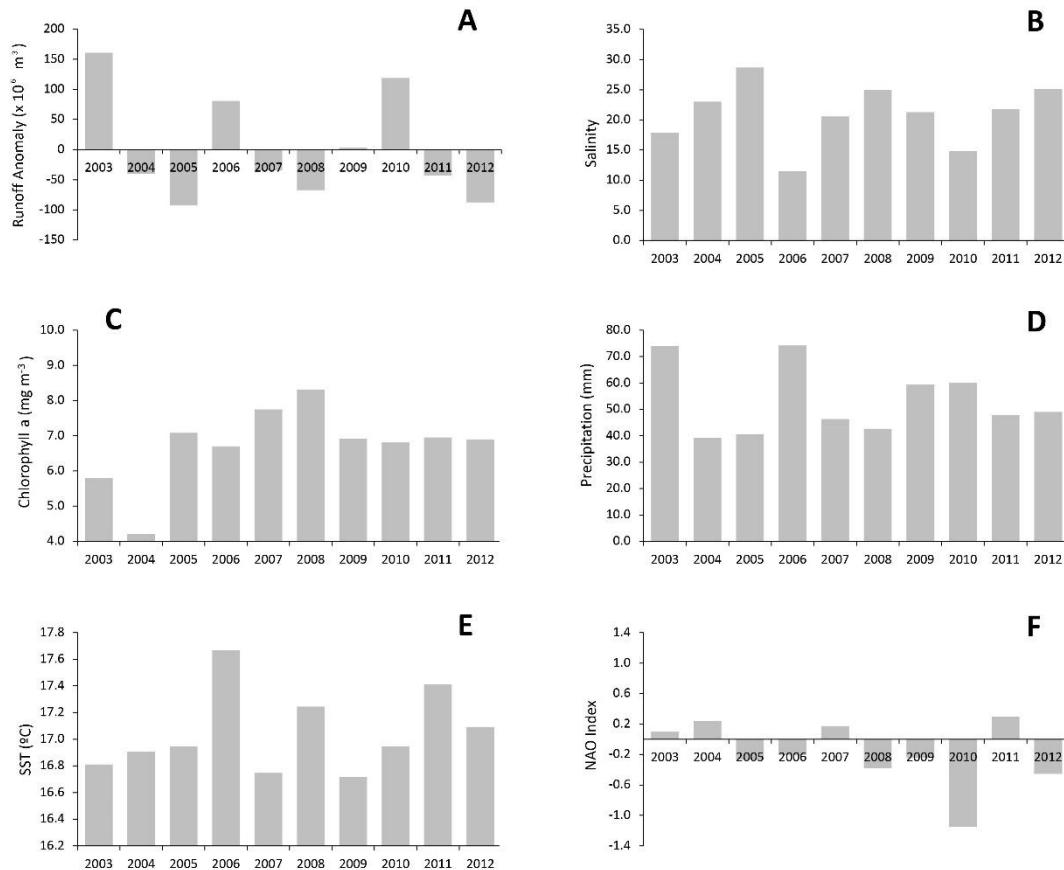 A
Runoff Anomaly (x 10⁶ m³)
200
150
100
50
0
-50
-100
-150
2003 2004 2005 2006 2007 2008 2009 2010 2011 2012
B
Salinity
35.0
30.0
25.0
20.0
15.0
10.0
5.0
0.0
2003 2004 2005 2006 2007 2008 2009 2010 2011 2012
C
Chlorophyll a (mg m⁻³)
10.0
9.0
8.0
7.0
6.0
5.0
4.0
2003 2004 2005 2006 2007 2008 2009 2010 2011 2012
D
Precipitation (mm)
80.0
70.0
60.0
50.0
40.0
30.0
20.0
10.0
0.0
2003 2004 2005 2006 2007 2008 2009 2010 2011 2012
E
SST (ºC)
17.8
17.6
17.4
17.2
17.0
16.8
16.6
16.4
16.2
2003 2004 2005 2006 2007 2008 2009 2010 2011 2012
F
NAO Index
1.4
1.0
0.6
0.2
-0.2
-0.6
-1.0
-1.4
2003 2004 2005 2006 2007 2008 2009 2010 2011 2012